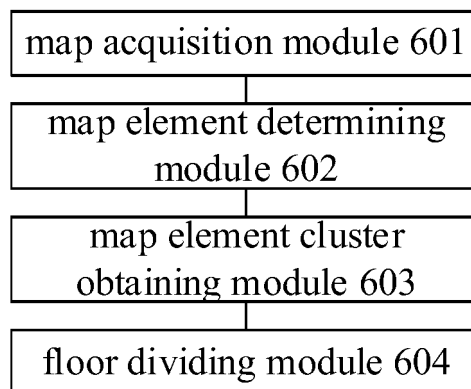 map acquisition module 601
map element determining
module 602
map element cluster
obtaining module 603
floor dividing module 604